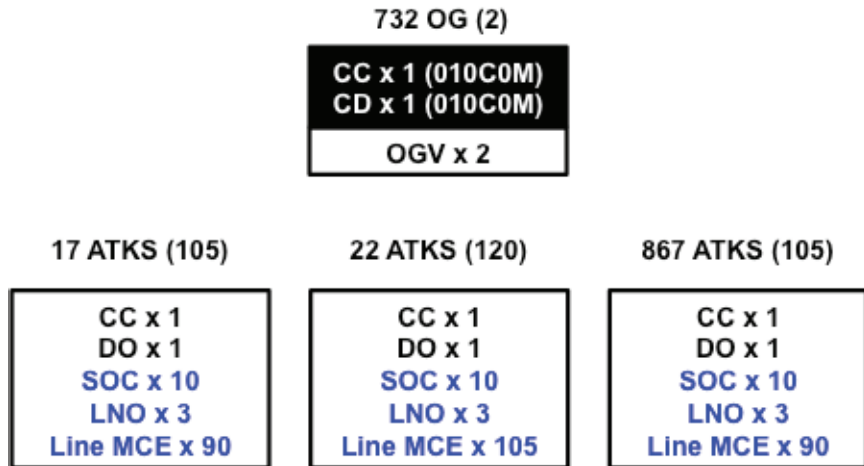 732 OG (2)
CC x 1 (010C0M)
CD x 1 (010C0M)
OGV x 2
17 ATKS (105)
CC x 1
DO x 1
SOC x 10
LNO x 3
Line MCE x 90
22 ATKS (120)
CC x 1
DO x 1
SOC x 10
LNO x 3
Line MCE x 105
867 ATKS (105)
CC x 1
DO x 1
SOC x 10
LNO x 3
Line MCE x 90